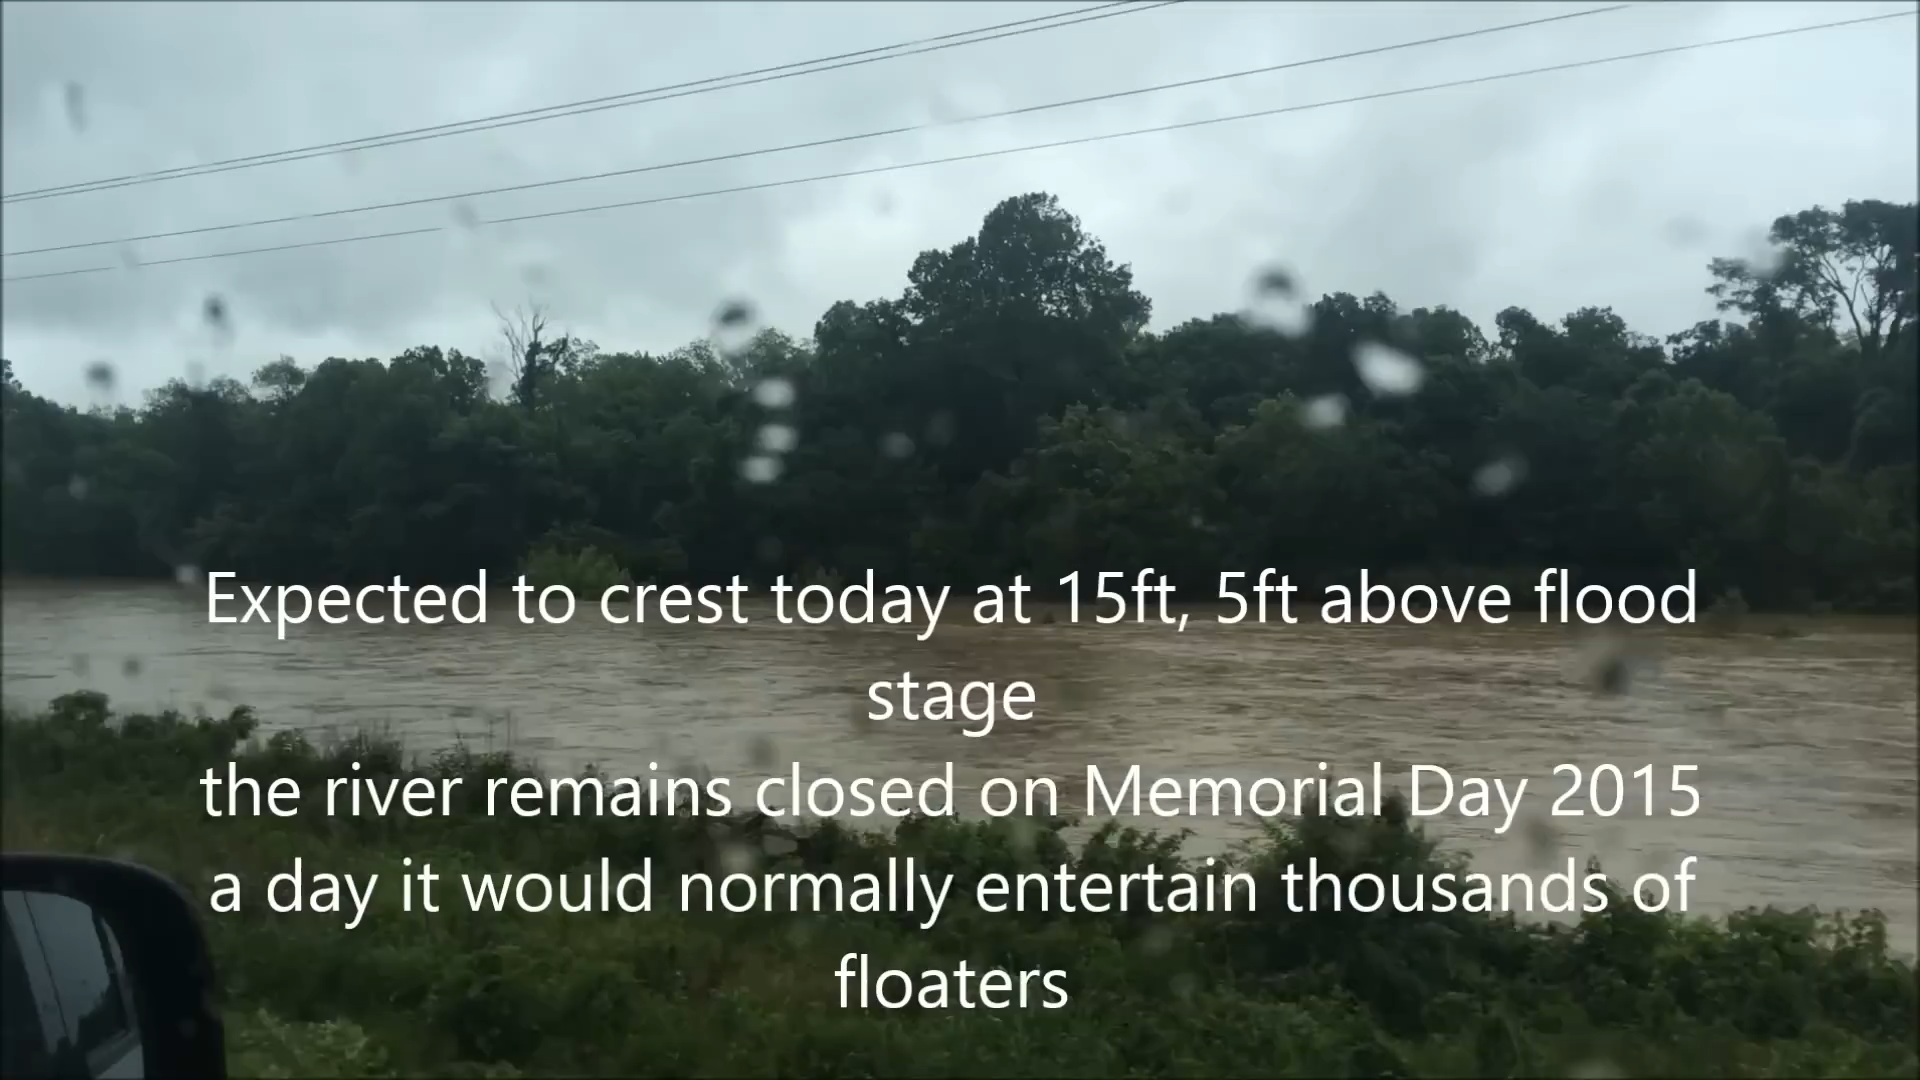 Expected to crest today at 15ft, 5ft above flood
stage
the river remains closed on Memorial Day 2015
a day it would normally entertain thousands of
floaters